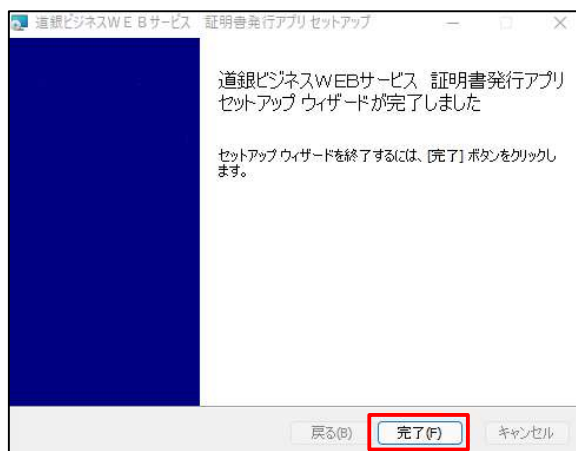 道銀ビジネスWEBサービス 証明書発行アプリ セットアップ
道銀ビジネスWEBサービス 証明書発行アプリ
セットアップ ウィザードが完了しました
セットアップ ウィザードを終了するには、[完了] ボタンをクリックし
ます。
戻る(B) 完了(F) キャンセル